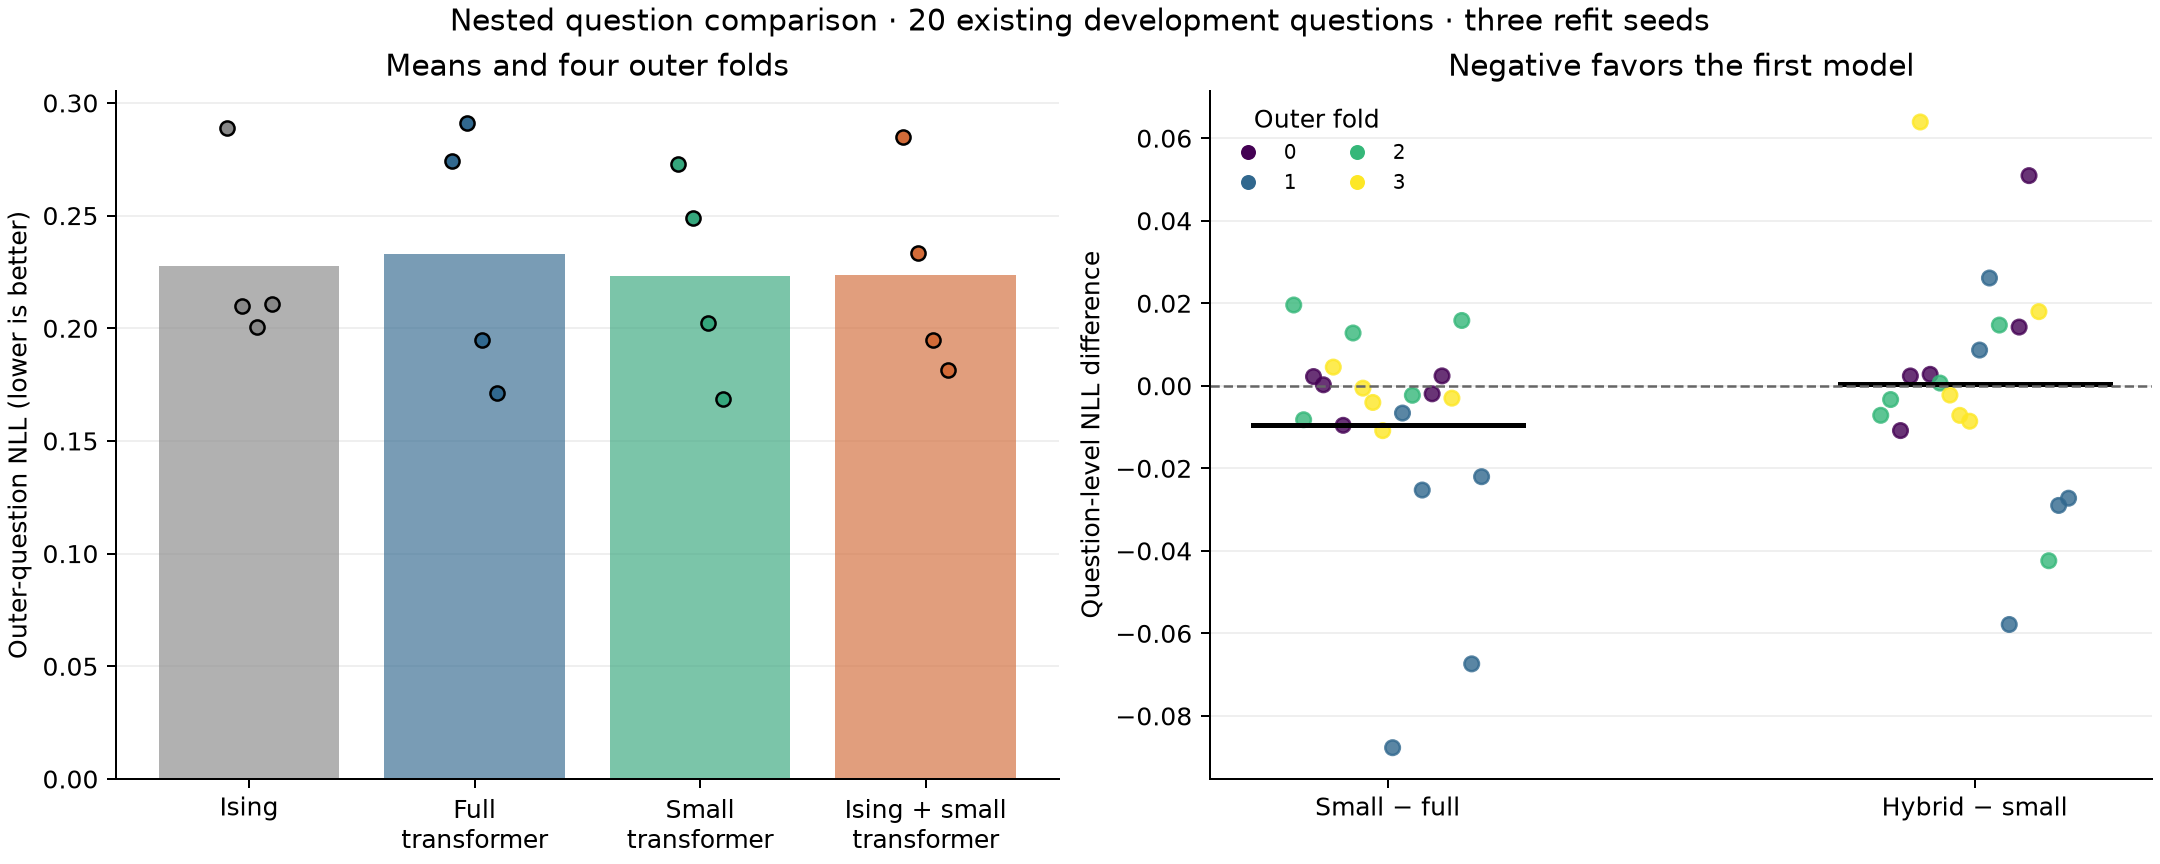 Nested question comparison · 20 existing development questions · three refit seeds
Means and four outer folds
Outer-question NLL (lower is better)
0.30
0.25
0.20
0.15
0.10
0.05
0.00
Ising
Full
transformer
Small
transformer
Ising + small
transformer
Negative favors the first model
Question-level NLL difference
0.06
0.04
0.02
0.00
−0.02
−0.04
−0.06
−0.08
Outer fold
0
1
2
3
Small − full
Hybrid − small